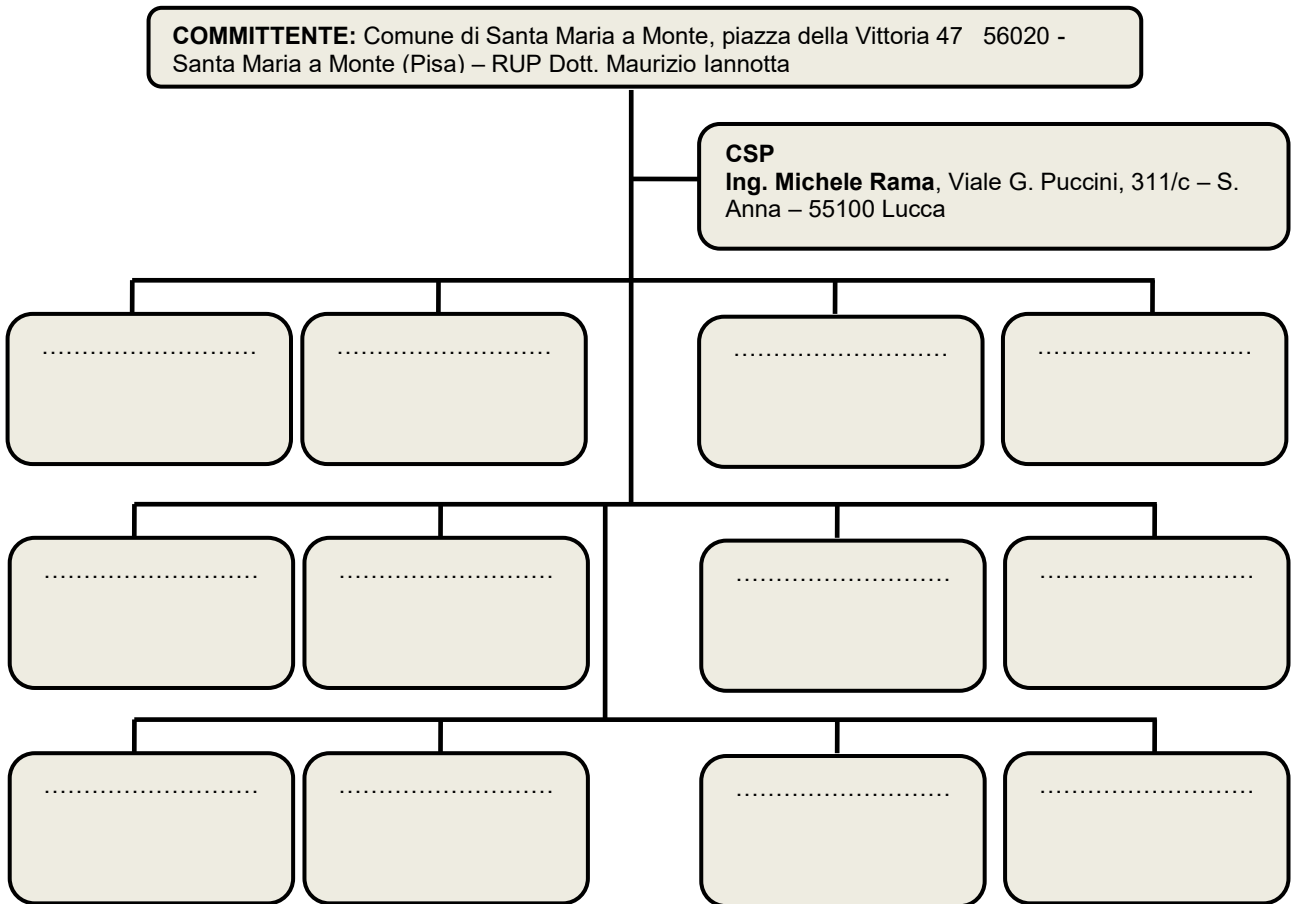 COMMITTENTE: Comune di Santa Maria a Monte, piazza della Vittoria 47   56020 -
Santa Maria a Monte (Pisa) – RUP Dott. Maurizio Iannotta
CSP
Ing. Michele Rama, Viale G. Puccini, 311/c – S.
Anna – 55100 Lucca
……………………… ……………………… ……………………… ………………………
……………………… ……………………… ……………………… ………………………
……………………… ……………………… ……………………… ………………………